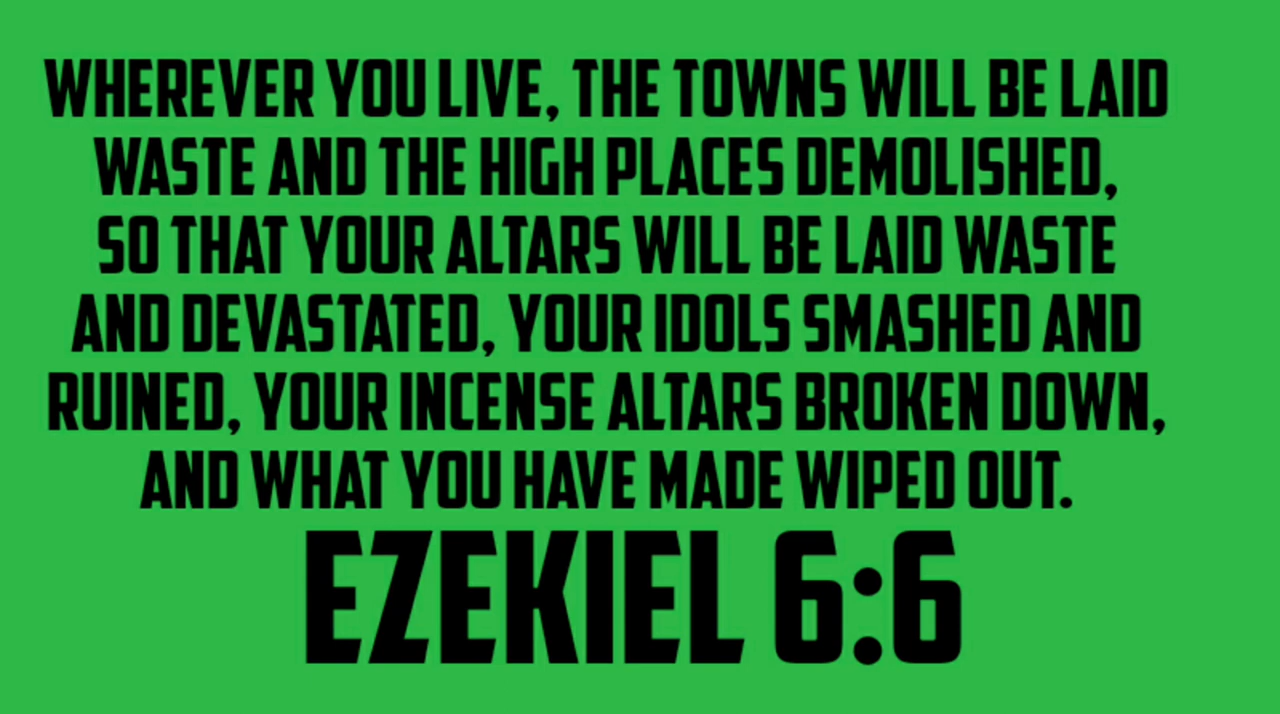 WHEREVER YOU LIVE, THE TOWNS WILL BE LAID
WASTE AND THE HIGH PLACES DEMOLISHED,
SO THAT YOUR ALTARS WILL BE LAID WASTE
AND DEVASTATED, YOUR IDOLS SMASHED AND
RUINED, YOUR INCENSE ALTARS BROKEN DOWN,
AND WHAT YOU HAVE MADE WIPED OUT.
EZEKIEL 6:6